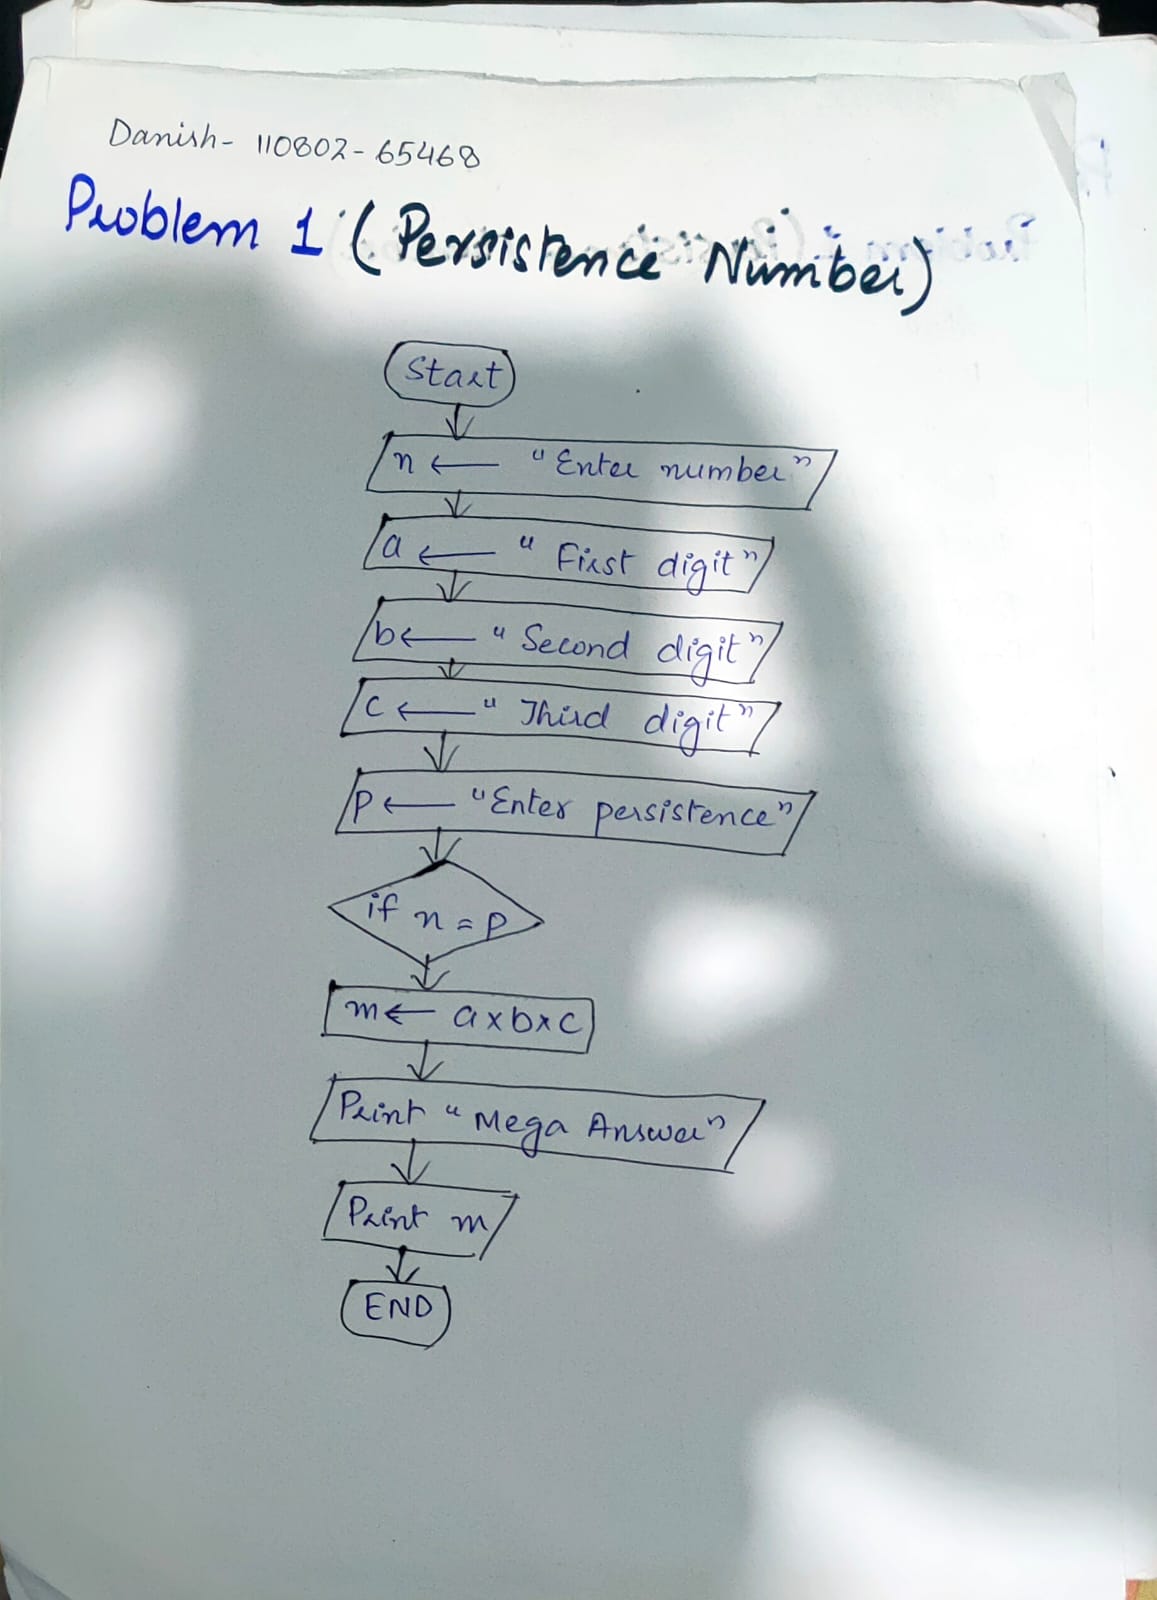 Danish- 110802-65468
Problem 1 (Persistence Number)
Start
n ← "Enter number"
a ← "First digit"
b ← "Second digit"
c ← "Third digit"
p ← "Enter persistence"
if n = p
m ← a x b x c
Print "Mega Answer"
Print m
END